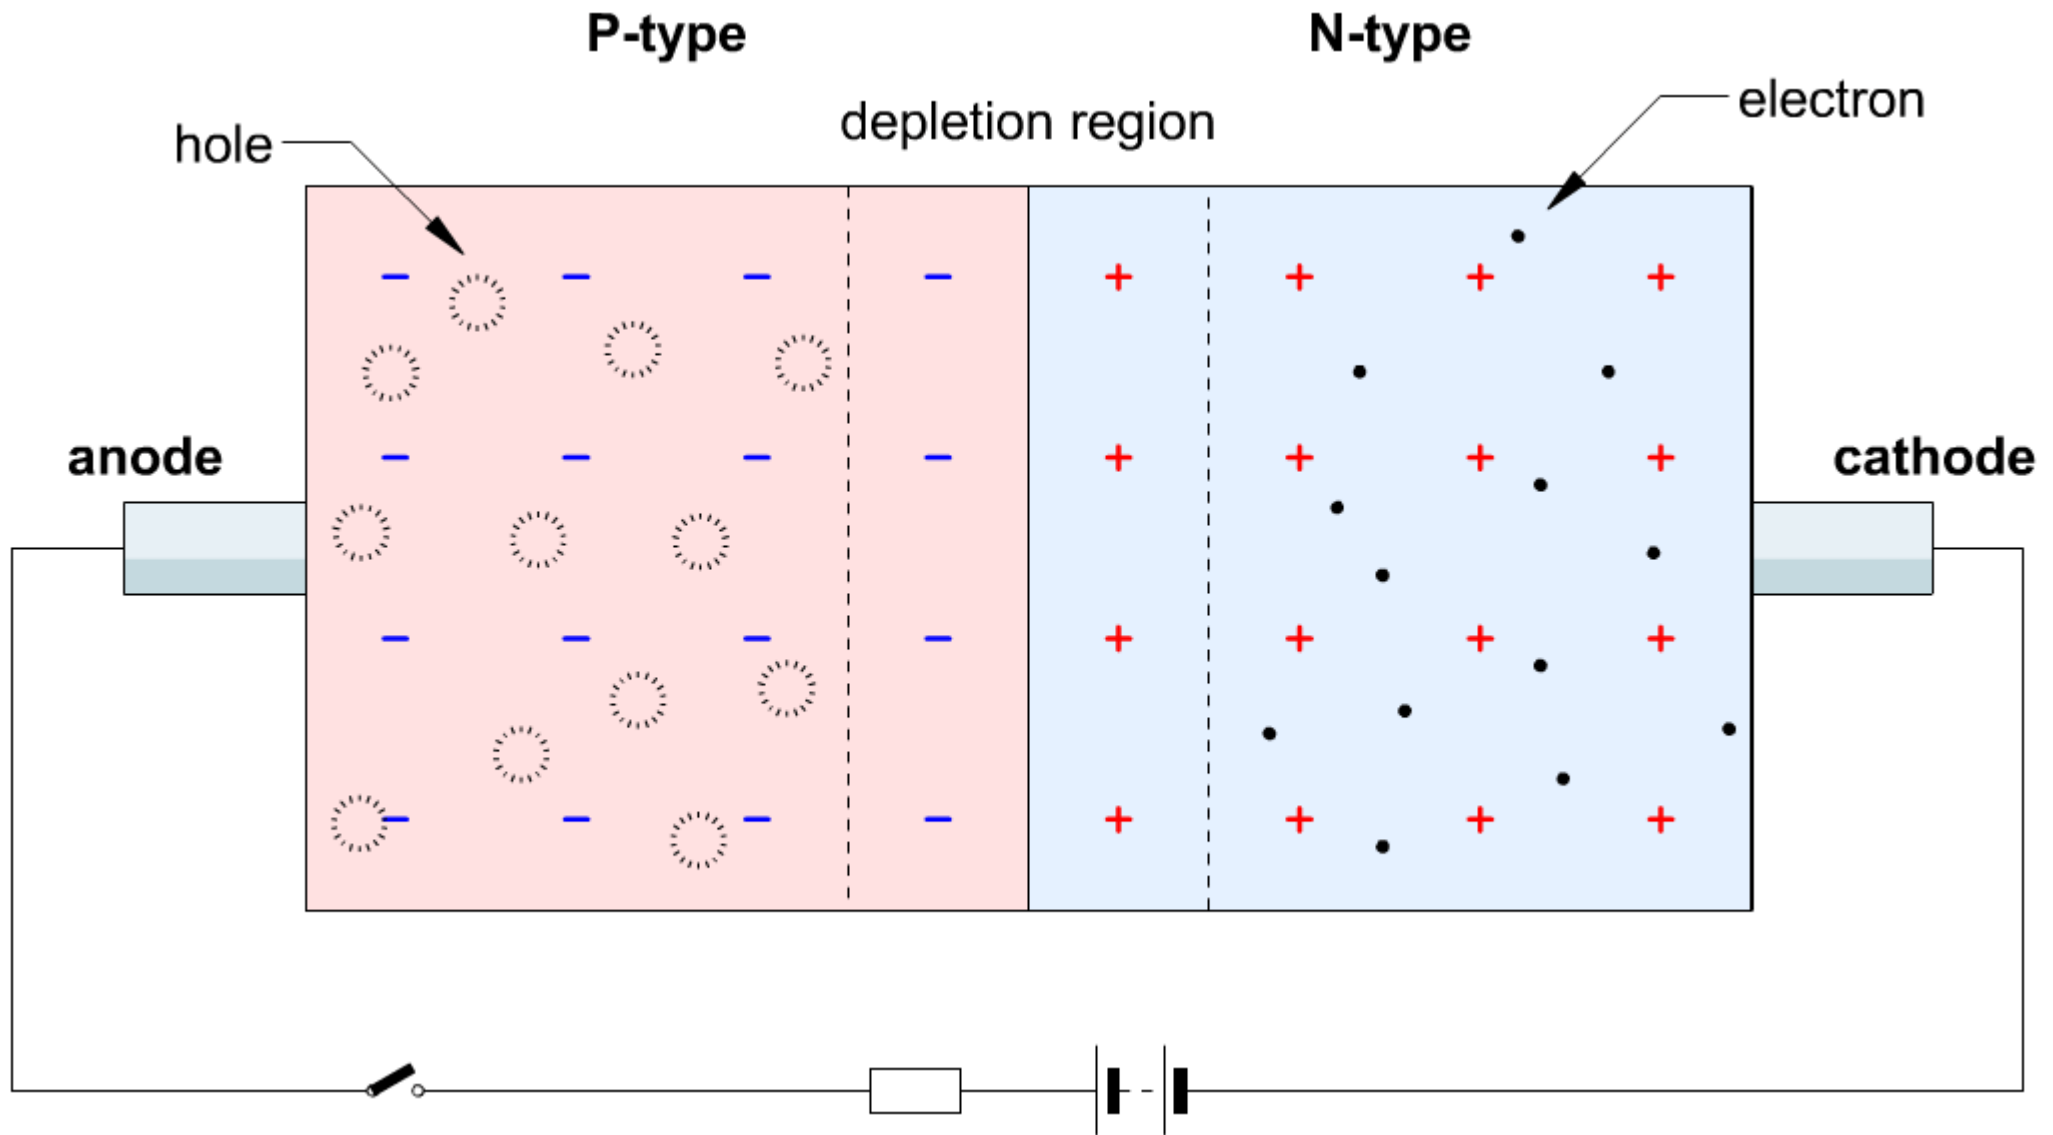 P-type
N-type
depletion region
electron
hole
anode
cathode